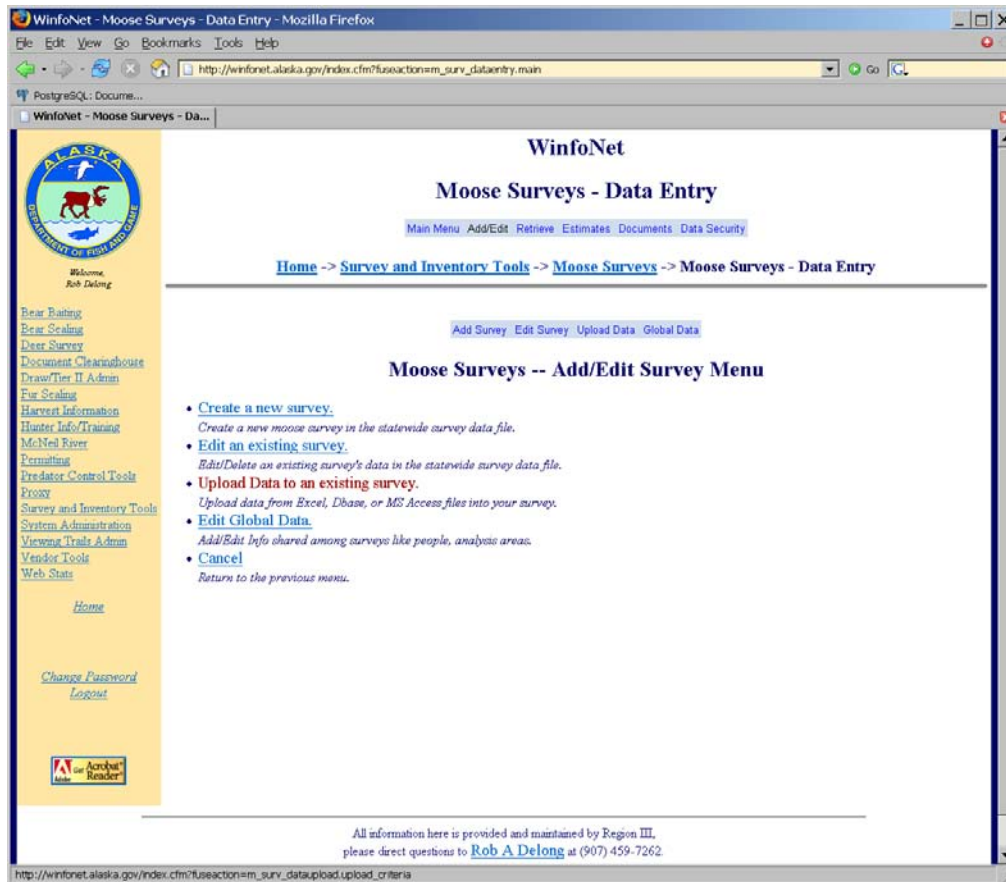 WinfoNet - Moose Surveys - Data Entry - Mozilla Firefox
File Edit View Go Bookmarks Tools Help
http://winfonet.alaska.gov/index.cfm?fuseaction=m_surv_dataentry.main
Go
PostgreSQL: Docume...
WinfoNet - Moose Surveys - Da...
ALASKA
DEPARTMENT OF FISH AND GAME
Welcome,
Rob Delong
Bear Baiting
Bear Sealing
Deer Survey
Document Clearinghouse
Draw/Tier II Admin
Fur Sealing
Harvest Information
Hunter Info/Training
McNeil River
Permitting
Predator Control Tools
Proxy
Survey and Inventory Tools
System Administration
Viewing Trails Admin
Vendor Tools
Web Stats
Home
Change Password
Logout
Get Acrobat®
Adobe Reader®
WinfoNet
Moose Surveys - Data Entry
Main Menu Add/Edit Retrieve Estimates Documents Data Security
Home -> Survey and Inventory Tools -> Moose Surveys -> Moose Surveys - Data Entry
Add Survey Edit Survey Upload Data Global Data
Moose Surveys -- Add/Edit Survey Menu
• Create a new survey.
Create a new moose survey in the statewide survey data file.
• Edit an existing survey.
Edit/Delete an existing survey's data in the statewide survey data file.
• Upload Data to an existing survey.
Upload data from Excel, Dbase, or MS Access files into your survey.
• Edit Global Data.
Add/Edit Info shared among surveys like people, analysis areas.
• Cancel
Return to the previous menu.
All information here is provided and maintained by Region III,
please direct questions to Rob A Delong at (907) 459-7262.
http://winfonet.alaska.gov/index.cfm?fuseaction=m_surv_dataupload.upload_criteria